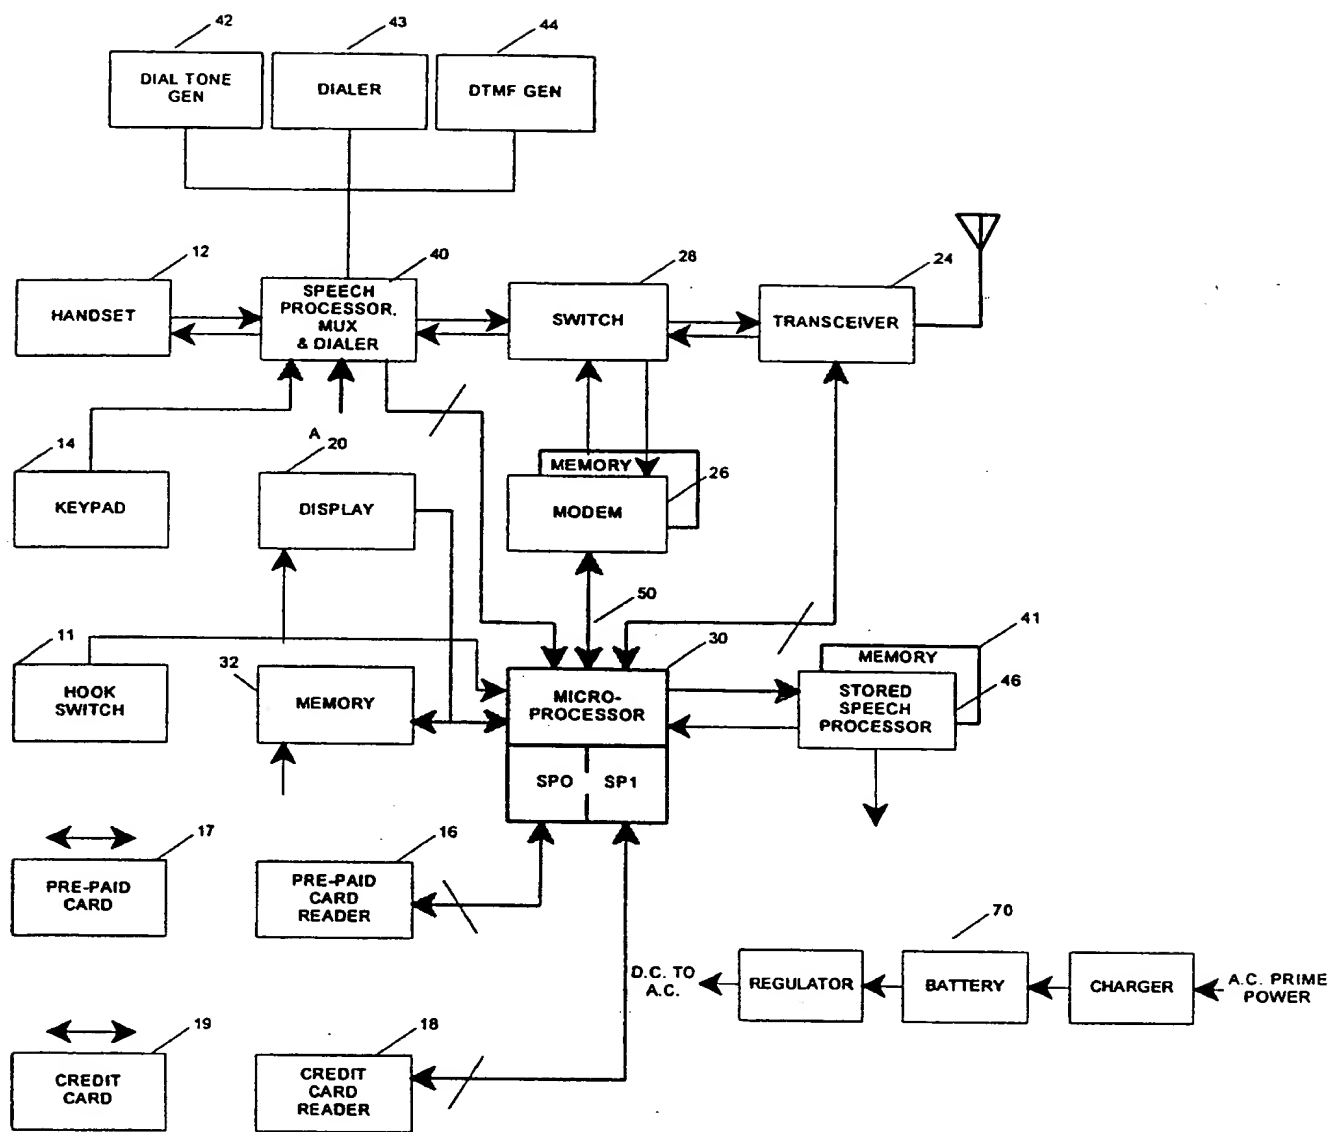 42
43
44
DIAL TONE
GEN
DIALER
DTMF GEN
12
40
28
24
HANDSET
SPEECH
PROCESSOR,
MUX
& DIALER
SWITCH
TRANSCEIVER
A
14
20
KEYPAD
DISPLAY
MEMORY
26
MODEM
50
11
32
30
41
HOOK
SWITCH
MEMORY
MICRO-
PROCESSOR
MEMORY
46
STORED
SPEECH
PROCESSOR
SPO
SP1
17
16
PRE-PAID
CARD
PRE-PAID
CARD
READER
70
D.C. TO
A.C.
REGULATOR
BATTERY
CHARGER
A.C. PRIME
POWER
19
18
CREDIT
CARD
CREDIT
CARD
READER